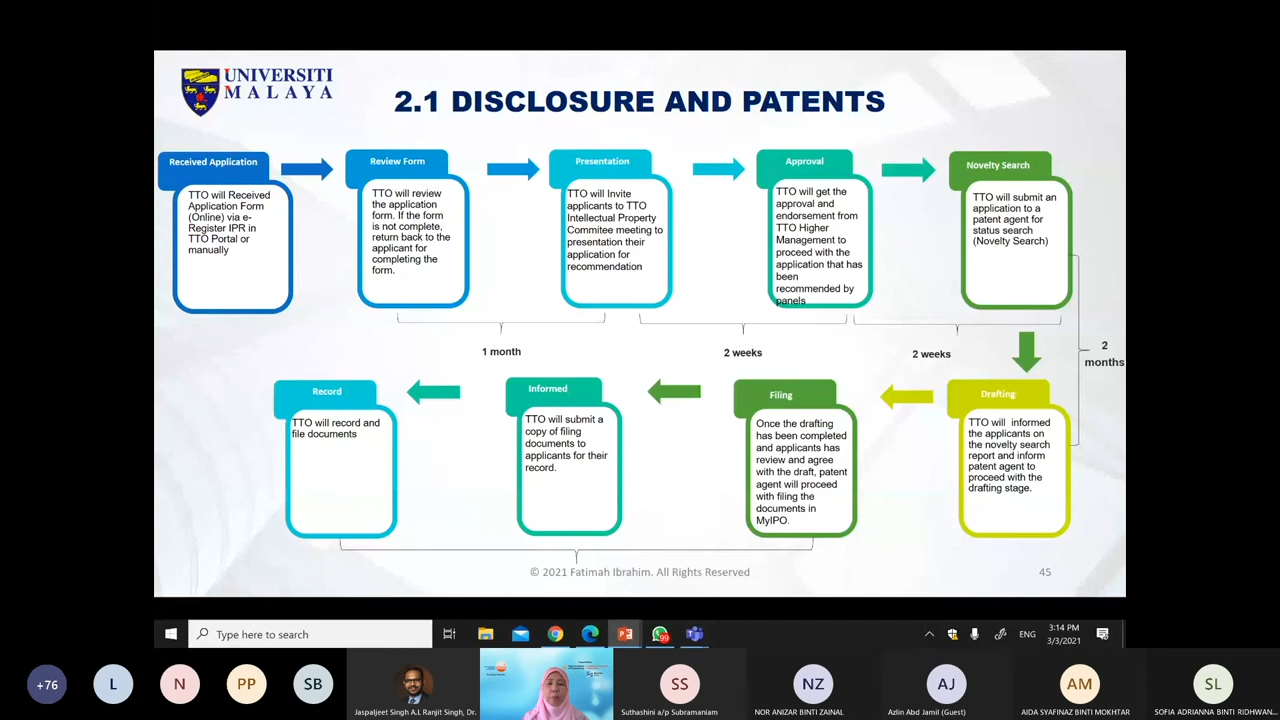 UNIVERSITI
MALAYA
2.1 DISCLOSURE AND PATENTS
Received Application
TTO will Received
Application Form
(Online) via e-
Register IPR in
TTO Portal or
manually
Review Form
TTO will review
the application
form. If the form
is not complete,
return back to the
applicant for
completing the
form.
Presentation
TTO will Invite
applicants to TTO
Intellectual Property
Commitee meeting to
presentation their
application for
recommendation
Approval
TTO will get the
approval and
endorsement from
TTO Higher
Management to
proceed with the
application that has
been
recommended by
panels
Novelty Search
TTO will submit an
application to a
patent agent for
status search
(Novelty Search)
1 month
2 weeks
2 weeks
2
months
Record
TTO will record and
file documents
Informed
TTO will submit a
copy of filing
documents to
applicants for their
record.
Filing
Once the drafting
has been completed
and applicants has
review and agree
with the draft, patent
agent will proceed
with filing the
documents in
MyIPO.
Drafting
TTO will informed
the applicants on
the novelty search
report and inform
patent agent to
proceed with the
drafting stage.
© 2021 Fatimah Ibrahim. All Rights Reserved
45
Type here to search
99
ENG
3:14 PM
3/3/2021
+76
L
N
PP
SB
SS
NZ
AJ
AM
SL
Jaspaljeet Singh A.L Ranjit Singh, Dr.
Suthashini a/p Subramaniam
NOR ANIZAR BINTI ZAINAL
Azlin Abd Jamil (Guest)
AIDA SYAFINAZ BINTI MOKHTAR
SOFIA ADRIANNA BINTI RIDHWAN...